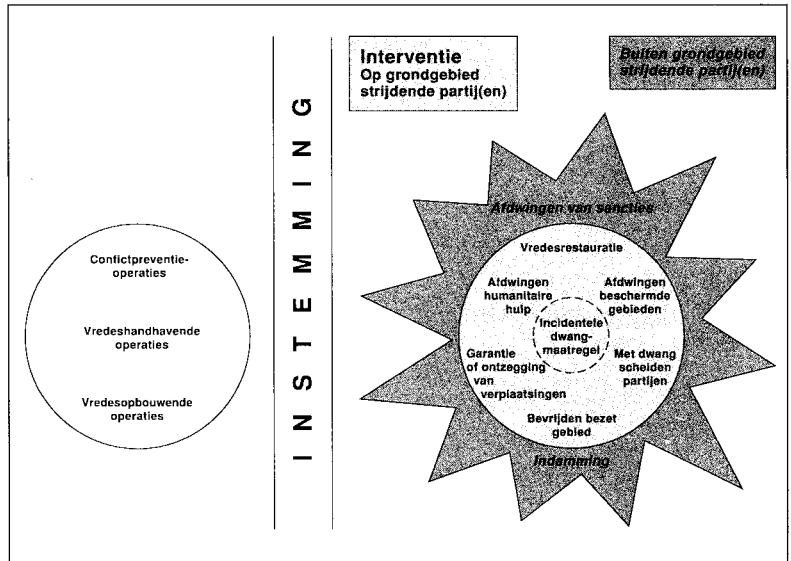 Confictpreventie-
operaties
Vredeshandhavende
operaties
Vredesopbouwende
operaties
INSTEMMING
Interventie
Op grondgebied
strijdende partij(en)
Buiten grondgebied
strijdende partij(en)
Afdwingen van sancties
Vredesrestauratie
Afdwingen
humanitaire
hulp
Afdwingen
beschermde
gebieden
Incidentele
dwang-
maatregel
Garantie
of ontzegging
van
verplaatsingen
Met dwang
scheiden
partijen
Bevrijden bezet
gebied
Indamming